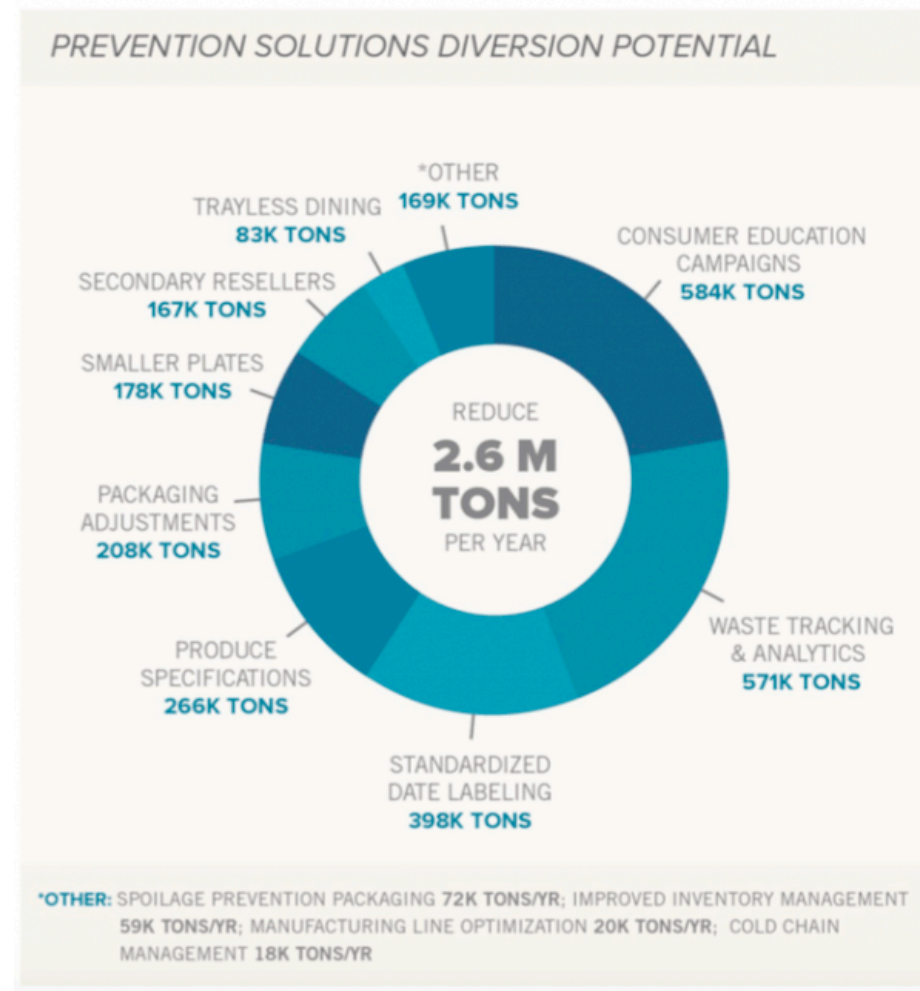 PREVENTION SOLUTIONS DIVERSION POTENTIAL
*OTHER
169K TONS
TRAYLESS DINING
83K TONS
CONSUMER EDUCATION
CAMPAIGNS
584K TONS
SECONDARY RESELLERS
167K TONS
SMALLER PLATES
178K TONS
REDUCE
2.6 M
TONS
PER YEAR
PACKAGING
ADJUSTMENTS
208K TONS
WASTE TRACKING
& ANALYTICS
571K TONS
PRODUCE
SPECIFICATIONS
266K TONS
STANDARDIZED
DATE LABELING
398K TONS
*OTHER: SPOILAGE PREVENTION PACKAGING 72K TONS/YR; IMPROVED INVENTORY MANAGEMENT
59K TONS/YR; MANUFACTURING LINE OPTIMIZATION 20K TONS/YR; COLD CHAIN
MANAGEMENT 18K TONS/YR